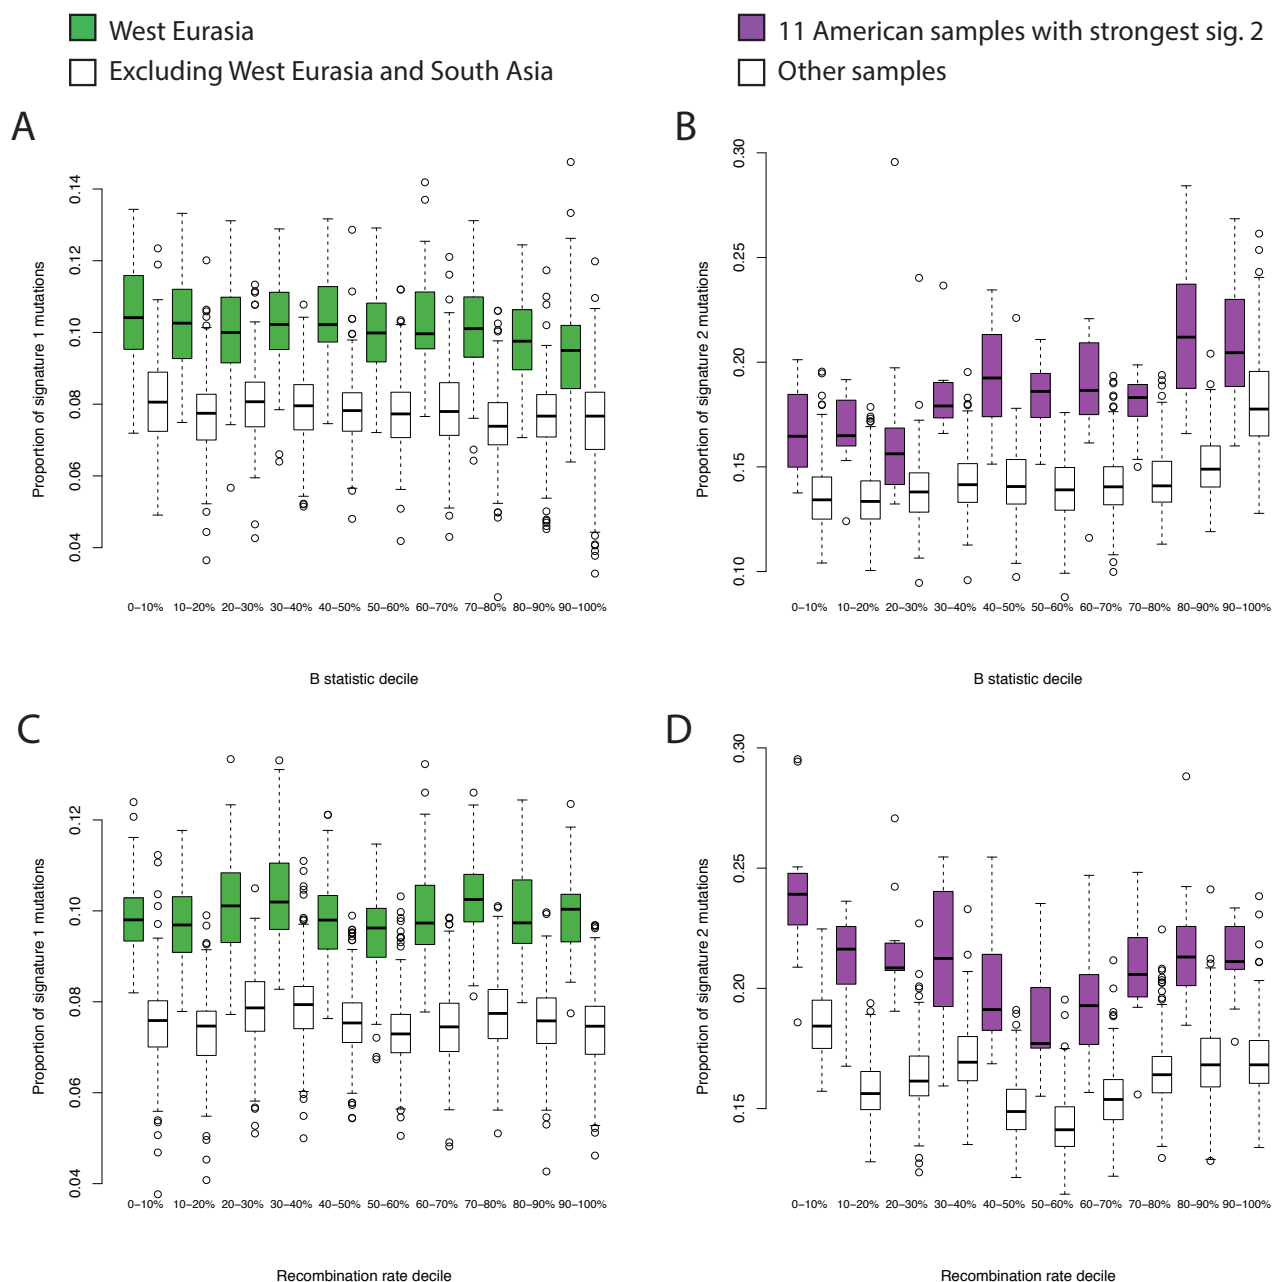 West Eurasia
Excluding West Eurasia and South Asia
11 American samples with strongest sig. 2
Other samples
A
Proportion of signature 1 mutations
0.14
0.12
0.10
0.08
0.06
0.04
0–10% 10–20% 20–30% 30–40% 40–50% 50–60% 60–70% 70–80% 80–90% 90–100%
B statistic decile
B
Proportion of signature 2 mutations
0.30
0.25
0.20
0.15
0.10
0–10% 10–20% 20–30% 30–40% 40–50% 50–60% 60–70% 70–80% 80–90% 90–100%
B statistic decile
C
Proportion of signature 1 mutations
0.12
0.10
0.08
0.06
0.04
0–10% 10–20% 20–30% 30–40% 40–50% 50–60% 60–70% 70–80% 80–90% 90–100%
Recombination rate decile
D
Proportion of signature 2 mutations
0.30
0.25
0.20
0.15
0–10% 10–20% 20–30% 30–40% 40–50% 50–60% 60–70% 70–80% 80–90% 90–100%
Recombination rate decile